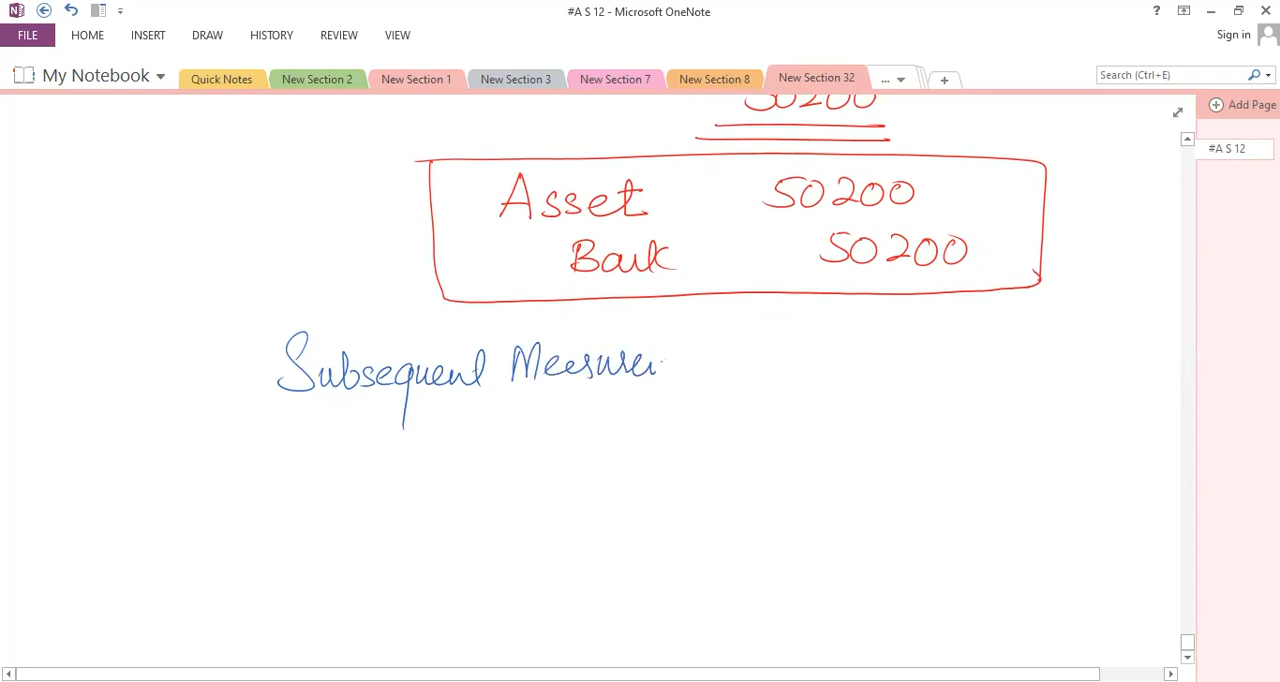 #A S 12 - Microsoft OneNote
?
FILE HOME INSERT DRAW HISTORY REVIEW VIEW
Sign in
My Notebook
Quick Notes
New Section 2
New Section 1
New Section 3
New Section 7
New Section 8
New Section 32
...
Search (Ctrl+E)
Add Page
#A S 12
50200
Asset 50200
Bank 50200
Subsequent Measure